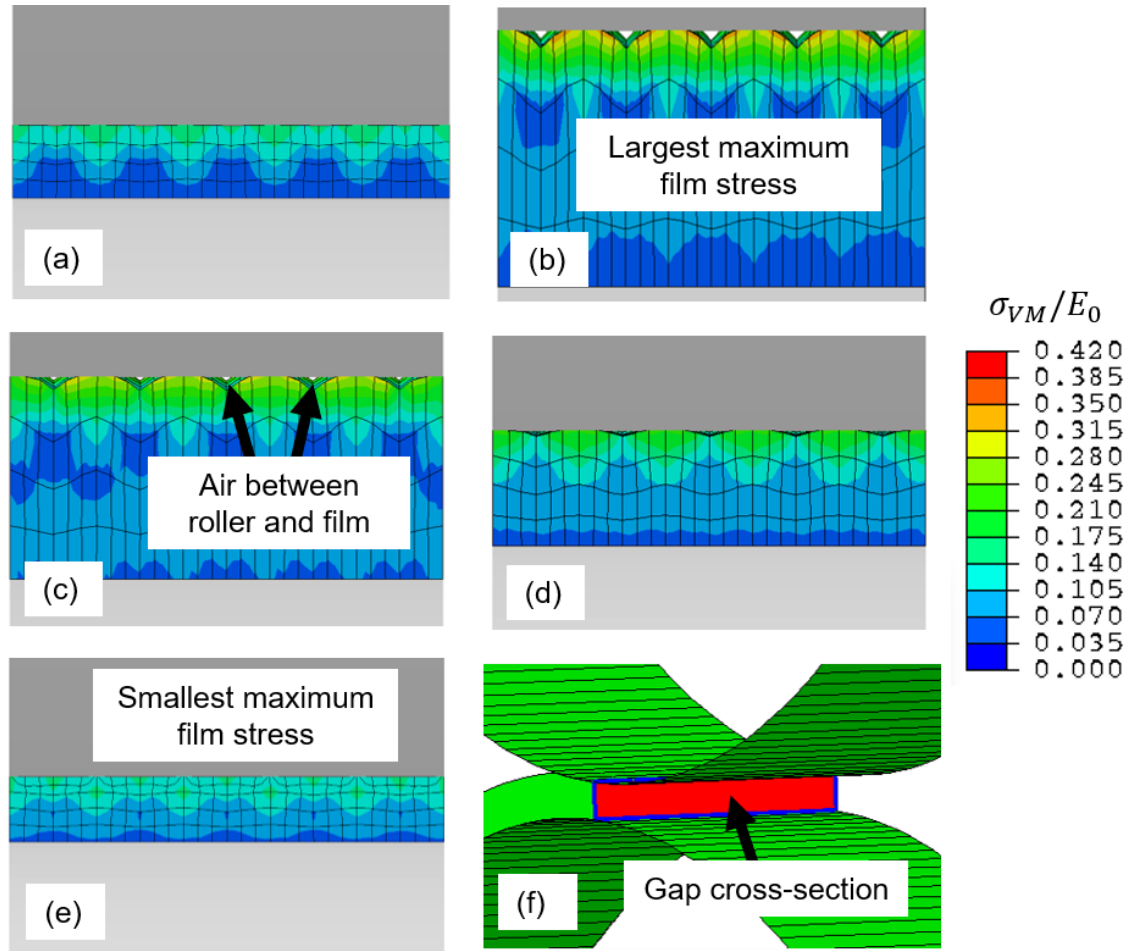 (a)
Largest maximum
film stress
(b)
Air between
roller and film
(c)
(d)
σ_VM/E_0
0.420
0.385
0.350
0.315
0.280
0.245
0.210
0.175
0.140
0.105
0.070
0.035
0.000
Smallest maximum
film stress
(e)
Gap cross-section
(f)